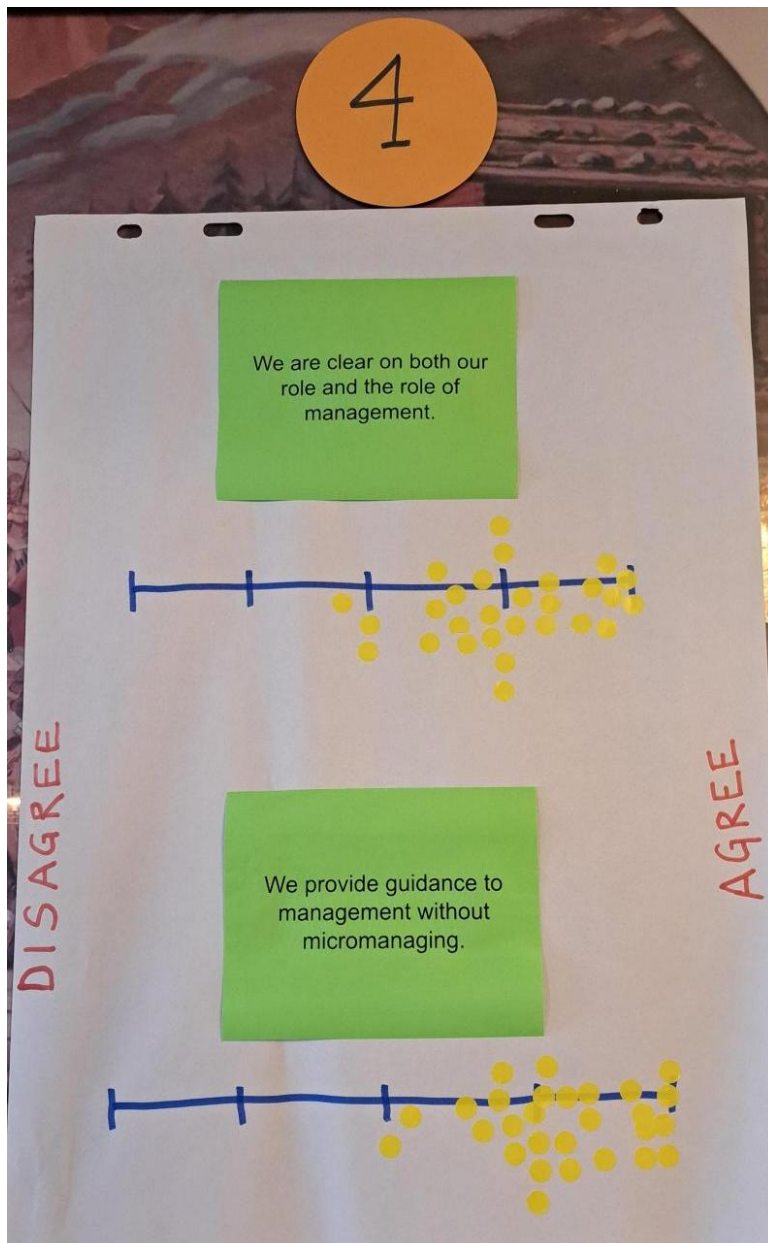 4
We are clear on both our
role and the role of
management.
DISAGREE
AGREE
We provide guidance to
management without
micromanaging.